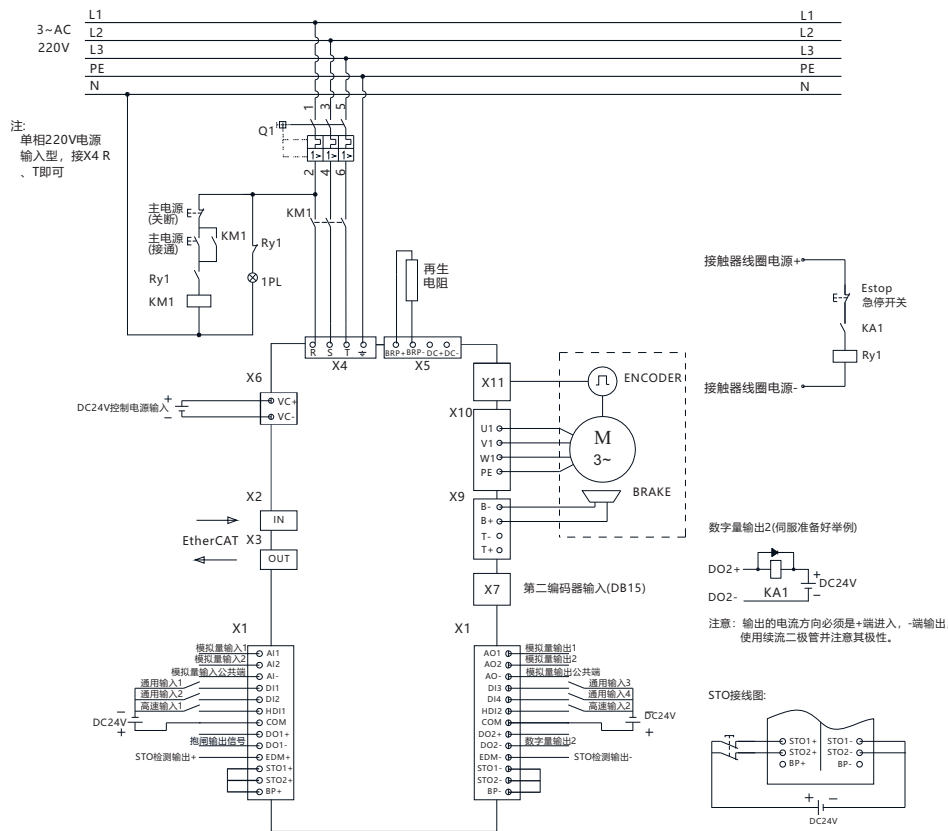 3~AC
220V
L1
L2
L3
PE
N
L1
L2
L3
PE
N
注:
单相220V电源
输入型，接X4 R
、T即可
Q1
1
3
5
1>
1>
1>
2
4
6
主电源
(关断)
主电源
(接通)
KM1
Ry1
Ry1
KM1
1PL
KM1
再生
电阻
R
S
T
X4
BRP+
BRP-
DC+
DC-
X5
接触器线圈电源+
Estop
急停开关
KA1
Ry1
接触器线圈电源-
X6
DC24V控制电源输入
+
−
VC+
VC-
X11
ENCODER
X10
U1
V1
W1
PE
M
3~
X9
BRAKE
B-
B+
T-
T+
X2
IN
EtherCAT
X3
OUT
X7
第二编码器输入(DB15)
数字量输出2(伺服准备好举例)
DO2+
DO2-
KA1
+
DC24V
−
注意：输出的电流方向必须是+端进入，-端输出,
使用续流二极管并注意其极性。
X1
模拟量输入1
AI1
模拟量输入2
AI2
模拟量输入公共端
AI-
通用输入1
DI1
通用输入2
DI2
高速输入1
HDI1
−
DC24V
+
COM
DO1+
抱闸输出信号
DO1-
STO检测输出+
EDM+
STO1+
STO2+
BP+
X1
AO1
模拟量输出1
AO2
模拟量输出2
AO-
模拟量输出公共端
DI3
通用输入3
DI4
通用输入4
HDI2
高速输入2
COM
−
DC24V
+
DO2+
DO2-
数字量输出2
EDM-
STO检测输出-
STO1-
STO2-
BP-
STO接线图:
STO1+
STO2+
BP+
STO1-
STO2-
BP-
+
−
DC24V